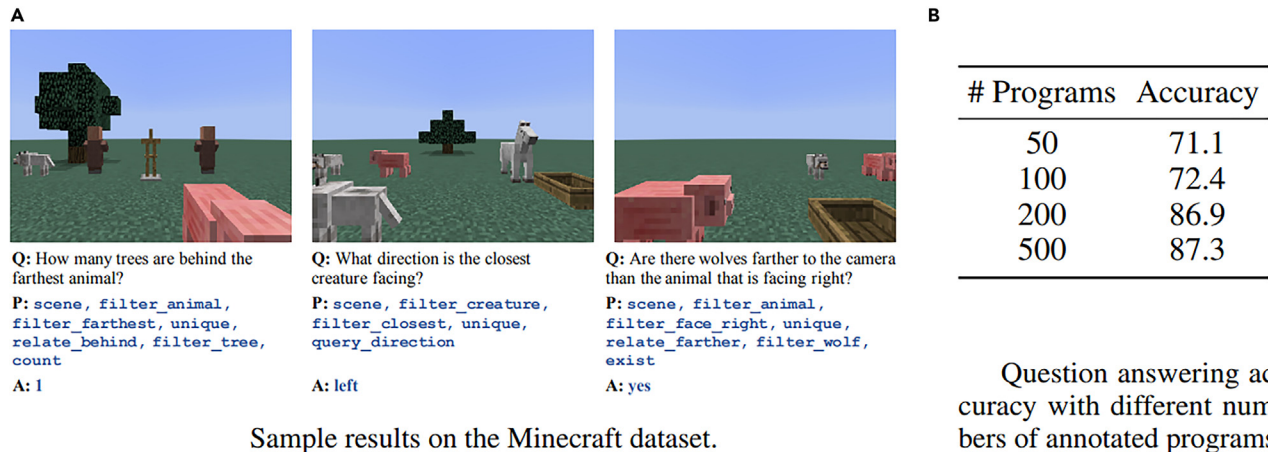 A
Q: How many trees are behind the
farthest animal?
P: scene, filter_animal,
filter_farthest, unique,
relate_behind, filter_tree,
count
A: 1
Q: What direction is the closest
creature facing?
P: scene, filter_creature,
filter_closest, unique,
query_direction
A: left
Q: Are there wolves farther to the camera
than the animal that is facing right?
P: scene, filter_animal,
filter_face_right, unique,
relate_farther, filter_wolf,
exist
A: yes
Sample results on the Minecraft dataset.
B
# Programs Accuracy
50 71.1
100 72.4
200 86.9
500 87.3
Question answering ac-
curacy with different num-
bers of annotated programs